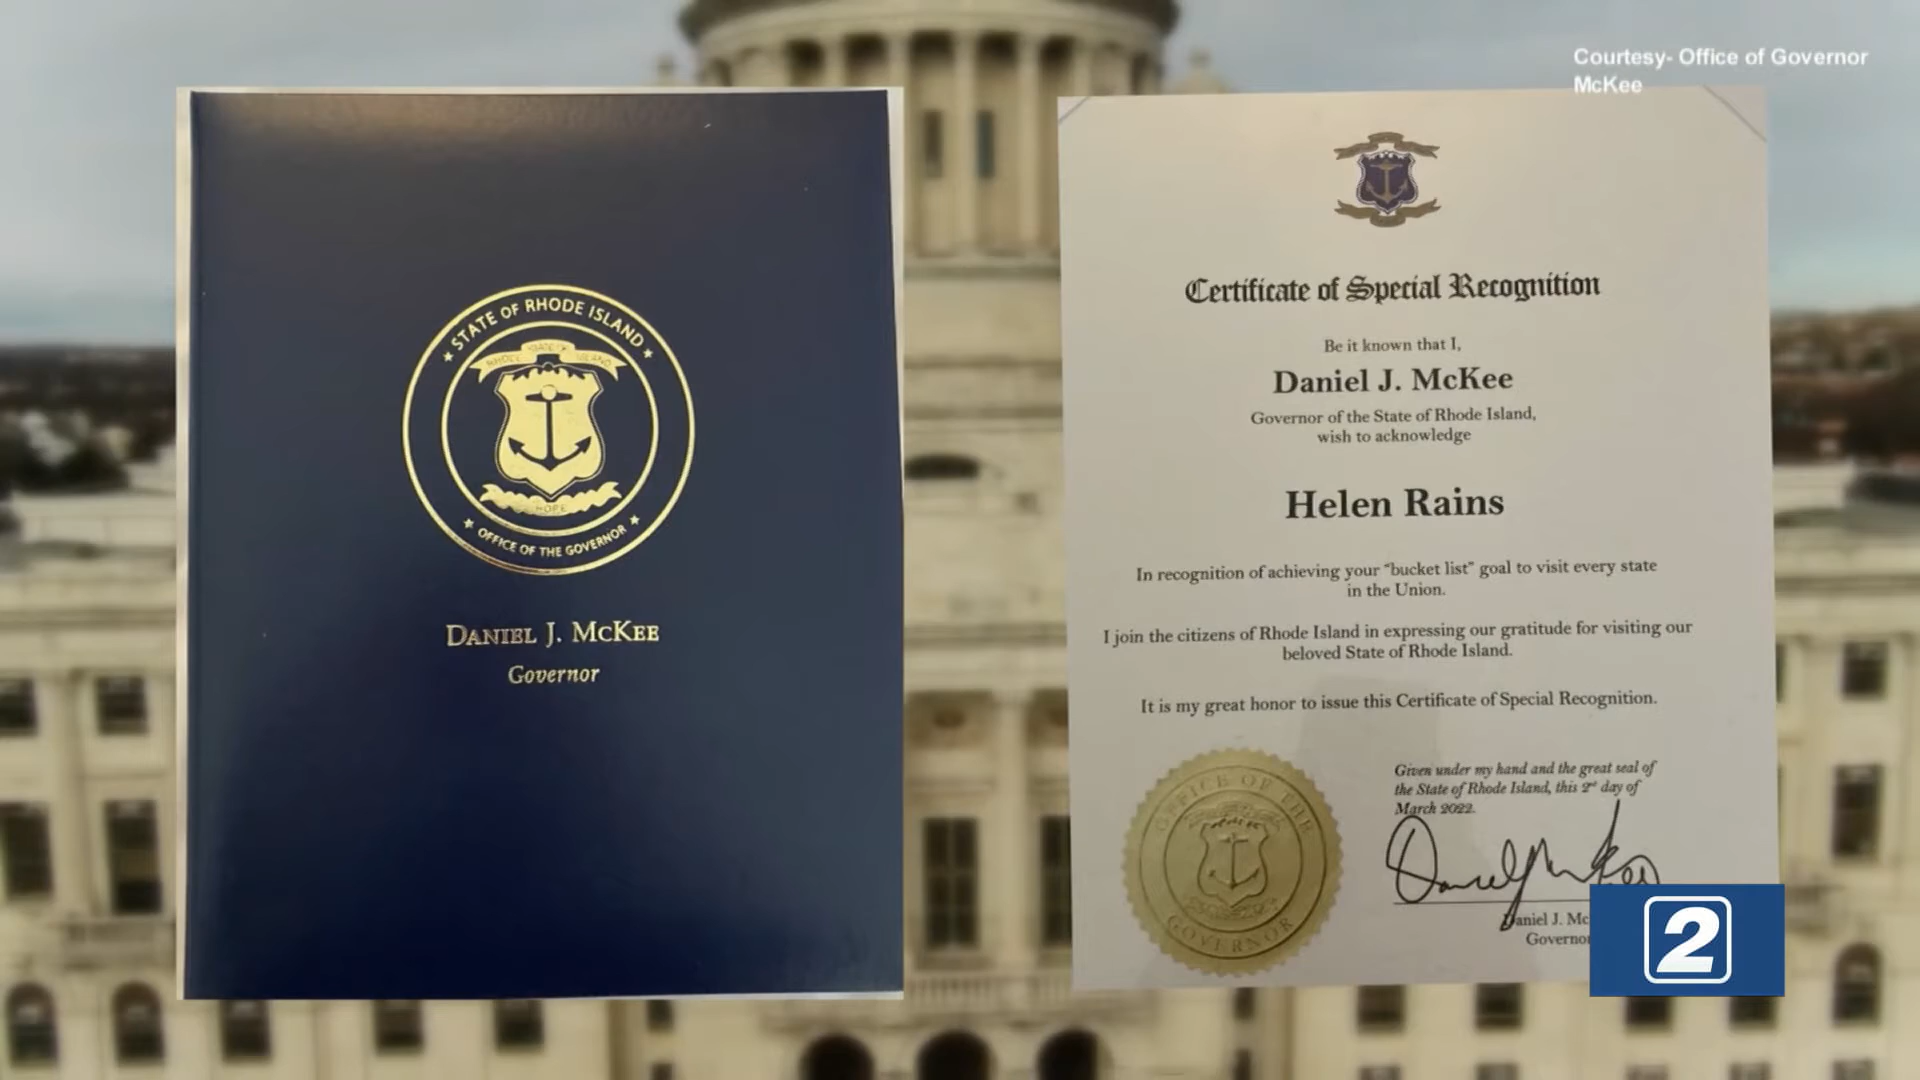 Courtesy- Office of Governor
McKee
STATE OF RHODE ISLAND
HOPE
OFFICE OF THE GOVERNOR
DANIEL J. MCKEE
Governor
Certificate of Special Recognition
Be it known that I,
Daniel J. McKee
Governor of the State of Rhode Island,
wish to acknowledge
Helen Rains
In recognition of achieving your "bucket list" goal to visit every state
in the Union.
I join the citizens of Rhode Island in expressing our gratitude for visiting our
beloved State of Rhode Island.
It is my great honor to issue this Certificate of Special Recognition.
Given under my hand and the great seal of
the State of Rhode Island, this 2nd day of
March 2022.
OFFICE OF THE
GOVERNOR
Daniel J. Mc
Governo
2